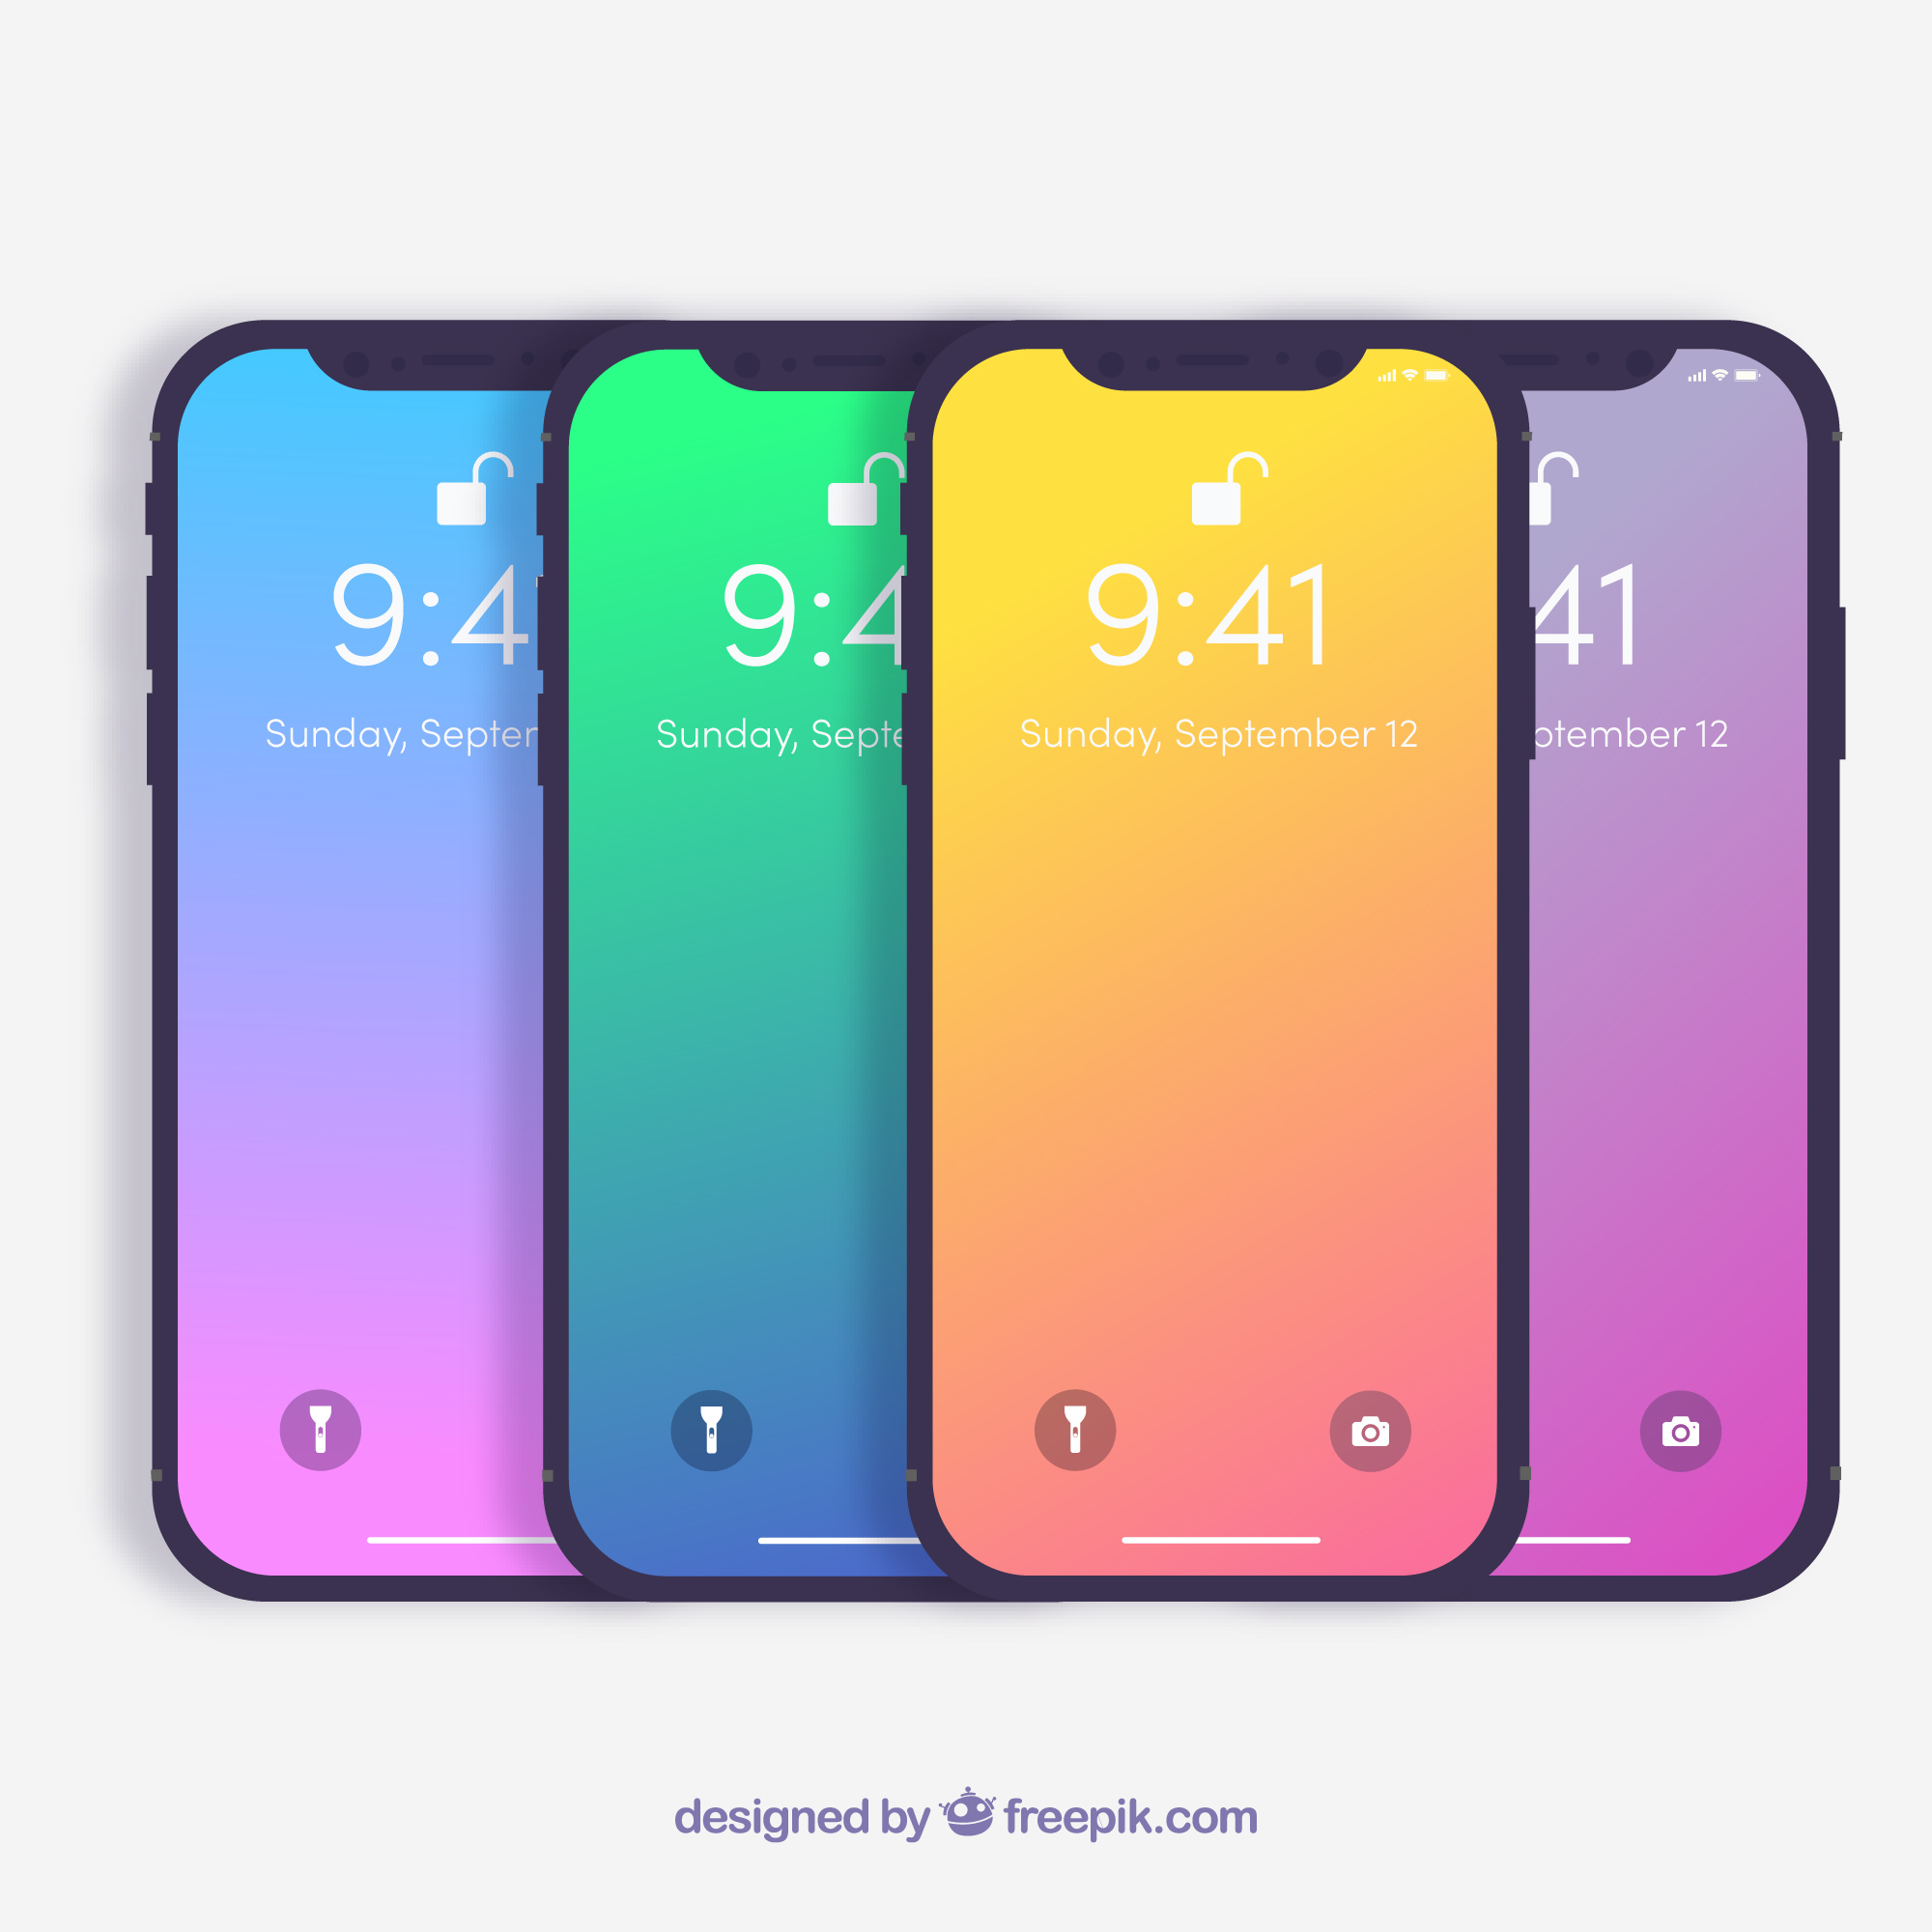 9:4
Sunday, Septer
9:4
Sunday, Septe
9:41
Sunday, September 12
41
ptember 12
designed by freepik.com